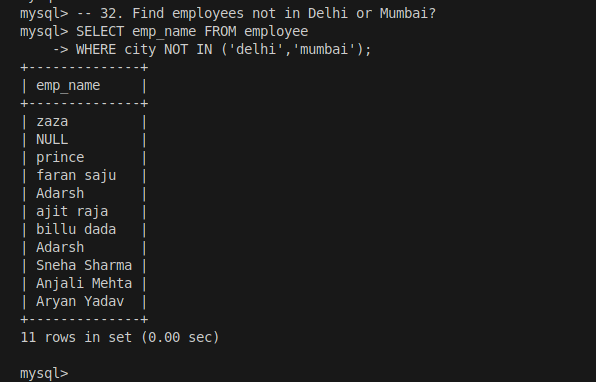 mysql> -- 32. Find employees not in Delhi or Mumbai?
mysql> SELECT emp_name FROM employee
    -> WHERE city NOT IN ('delhi','mumbai');
+--------------+
| emp_name     |
+--------------+
| zaza         |
| NULL         |
| prince       |
| faran saju   |
| Adarsh       |
| ajit raja    |
| billu dada   |
| Adarsh       |
| Sneha Sharma |
| Anjali Mehta |
| Aryan Yadav  |
+--------------+
11 rows in set (0.00 sec)

mysql>